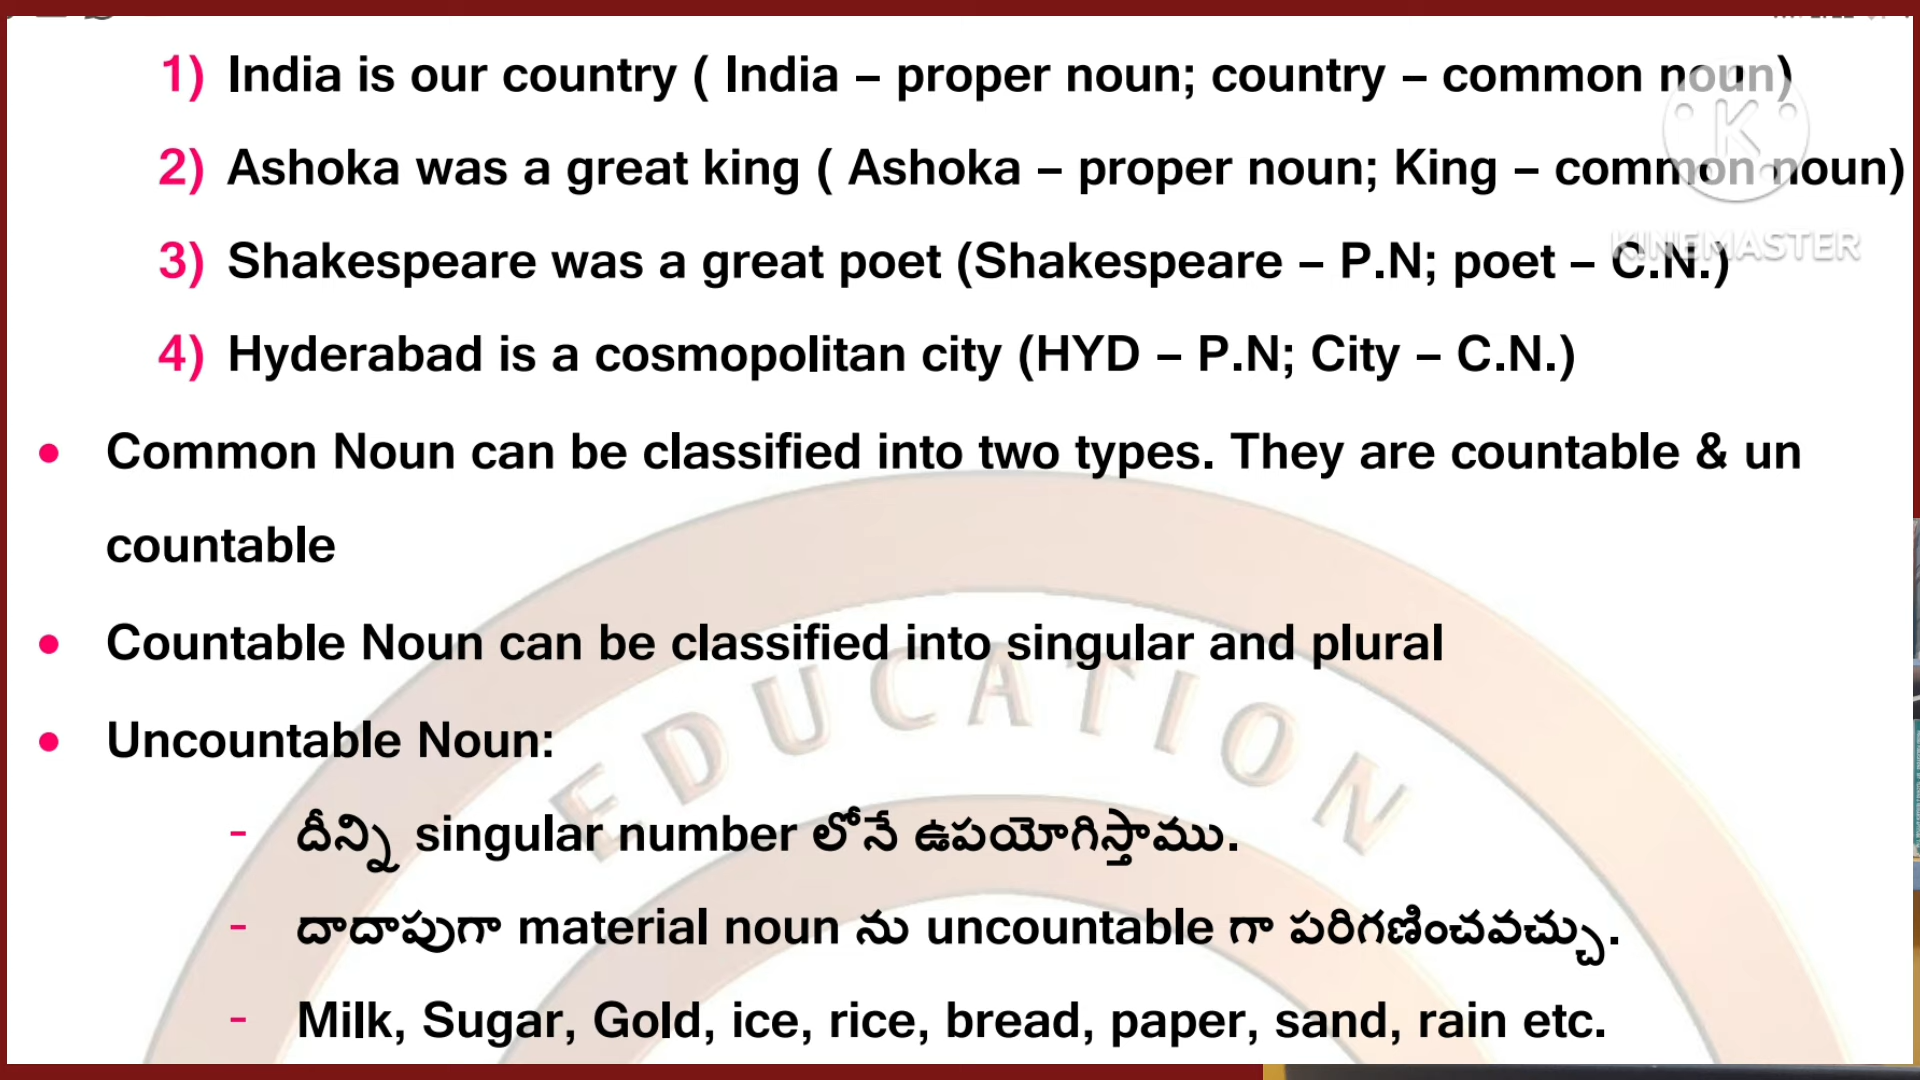 1) India is our country ( India – proper noun; country – common noun)
2) Ashoka was a great king ( Ashoka – proper noun; King – common noun)
3) Shakespeare was a great poet (Shakespeare – P.N; poet – C.N.)
KINEMASTER
4) Hyderabad is a cosmopolitan city (HYD – P.N; City – C.N.)
• Common Noun can be classified into two types. They are countable & un
countable
• Countable Noun can be classified into singular and plural
EDUCATION
• Uncountable Noun:
- దీన్ని singular number లోనే ఉపయోగిస్తాము.
- దాదాపుగా material noun ను uncountable గా పరిగణించవచ్చు.
- Milk, Sugar, Gold, ice, rice, bread, paper, sand, rain etc.